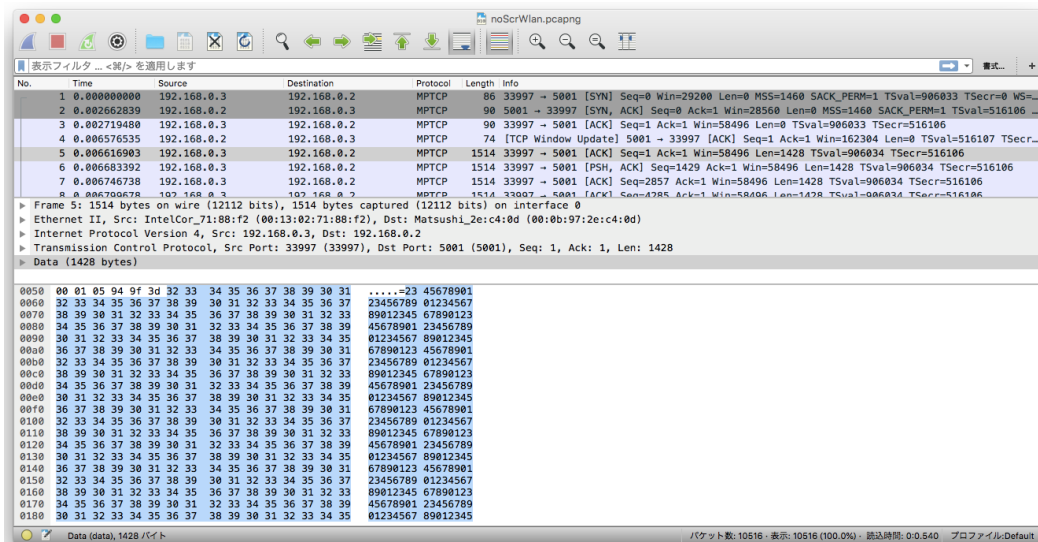 noScrWlan.pcapng
表示フィルタ … <⌘/> を適用します
書式…
+
No. Time Source Destination Protocol Length Info
1 0.000000000 192.168.0.3 192.168.0.2 MPTCP 86 33997 → 5001 [SYN] Seq=0 Win=29200 Len=0 MSS=1460 SACK_PERM=1 TSval=906033 TSecr=0 WS=…
2 0.002662839 192.168.0.2 192.168.0.3 MPTCP 90 5001 → 33997 [SYN, ACK] Seq=0 Ack=1 Win=28560 Len=0 MSS=1460 SACK_PERM=1 TSval=516106 …
3 0.002719480 192.168.0.3 192.168.0.2 MPTCP 90 33997 → 5001 [ACK] Seq=1 Ack=1 Win=58496 Len=0 TSval=906033 TSecr=516106
4 0.006576535 192.168.0.2 192.168.0.3 MPTCP 74 [TCP Window Update] 5001 → 33997 [ACK] Seq=1 Ack=1 Win=162304 Len=0 TSval=516107 TSecr…
5 0.006616903 192.168.0.3 192.168.0.2 MPTCP 1514 33997 → 5001 [ACK] Seq=1 Ack=1 Win=58496 Len=1428 TSval=906034 TSecr=516106
6 0.006683392 192.168.0.3 192.168.0.2 MPTCP 1514 33997 → 5001 [PSH, ACK] Seq=1429 Ack=1 Win=58496 Len=1428 TSval=906034 TSecr=516106
7 0.006746738 192.168.0.3 192.168.0.2 MPTCP 1514 33997 → 5001 [ACK] Seq=2857 Ack=1 Win=58496 Len=1428 TSval=906034 TSecr=516106
8 0.006799678 192.168.0.3 192.168.0.2 MPTCP 1514 33997 → 5001 [ACK] Seq=4285 Ack=1 Win=58496 Len=1428 TSval=906034 TSecr=516106
Frame 5: 1514 bytes on wire (12112 bits), 1514 bytes captured (12112 bits) on interface 0
Ethernet II, Src: IntelCor_71:88:f2 (00:13:02:71:88:f2), Dst: Matsushi_2e:c4:0d (00:0b:97:2e:c4:0d)
Internet Protocol Version 4, Src: 192.168.0.3, Dst: 192.168.0.2
Transmission Control Protocol, Src Port: 33997 (33997), Dst Port: 5001 (5001), Seq: 1, Ack: 1, Len: 1428
Data (1428 bytes)
0050 00 01 05 94 9f 3d 32 33 34 35 36 37 38 39 30 31 .....=23 45678901
0060 32 33 34 35 36 37 38 39 30 31 32 33 34 35 36 37 23456789 01234567
0070 38 39 30 31 32 33 34 35 36 37 38 39 30 31 32 33 89012345 67890123
0080 34 35 36 37 38 39 30 31 32 33 34 35 36 37 38 39 45678901 23456789
0090 30 31 32 33 34 35 36 37 38 39 30 31 32 33 34 35 01234567 89012345
00a0 36 37 38 39 30 31 32 33 34 35 36 37 38 39 30 31 67890123 45678901
00b0 32 33 34 35 36 37 38 39 30 31 32 33 34 35 36 37 23456789 01234567
00c0 38 39 30 31 32 33 34 35 36 37 38 39 30 31 32 33 89012345 67890123
00d0 34 35 36 37 38 39 30 31 32 33 34 35 36 37 38 39 45678901 23456789
00e0 30 31 32 33 34 35 36 37 38 39 30 31 32 33 34 35 01234567 89012345
00f0 36 37 38 39 30 31 32 33 34 35 36 37 38 39 30 31 67890123 45678901
0100 32 33 34 35 36 37 38 39 30 31 32 33 34 35 36 37 23456789 01234567
0110 38 39 30 31 32 33 34 35 36 37 38 39 30 31 32 33 89012345 67890123
0120 34 35 36 37 38 39 30 31 32 33 34 35 36 37 38 39 45678901 23456789
0130 30 31 32 33 34 35 36 37 38 39 30 31 32 33 34 35 01234567 89012345
0140 36 37 38 39 30 31 32 33 34 35 36 37 38 39 30 31 67890123 45678901
0150 32 33 34 35 36 37 38 39 30 31 32 33 34 35 36 37 23456789 01234567
0160 38 39 30 31 32 33 34 35 36 37 38 39 30 31 32 33 89012345 67890123
0170 34 35 36 37 38 39 30 31 32 33 34 35 36 37 38 39 45678901 23456789
0180 30 31 32 33 34 35 36 37 38 39 30 31 32 33 34 35 01234567 89012345
Data (data), 1428 バイト
パケット数: 10516 · 表示: 10516 (100.0%) · 読込時間: 0:0.540 プロファイル:Default